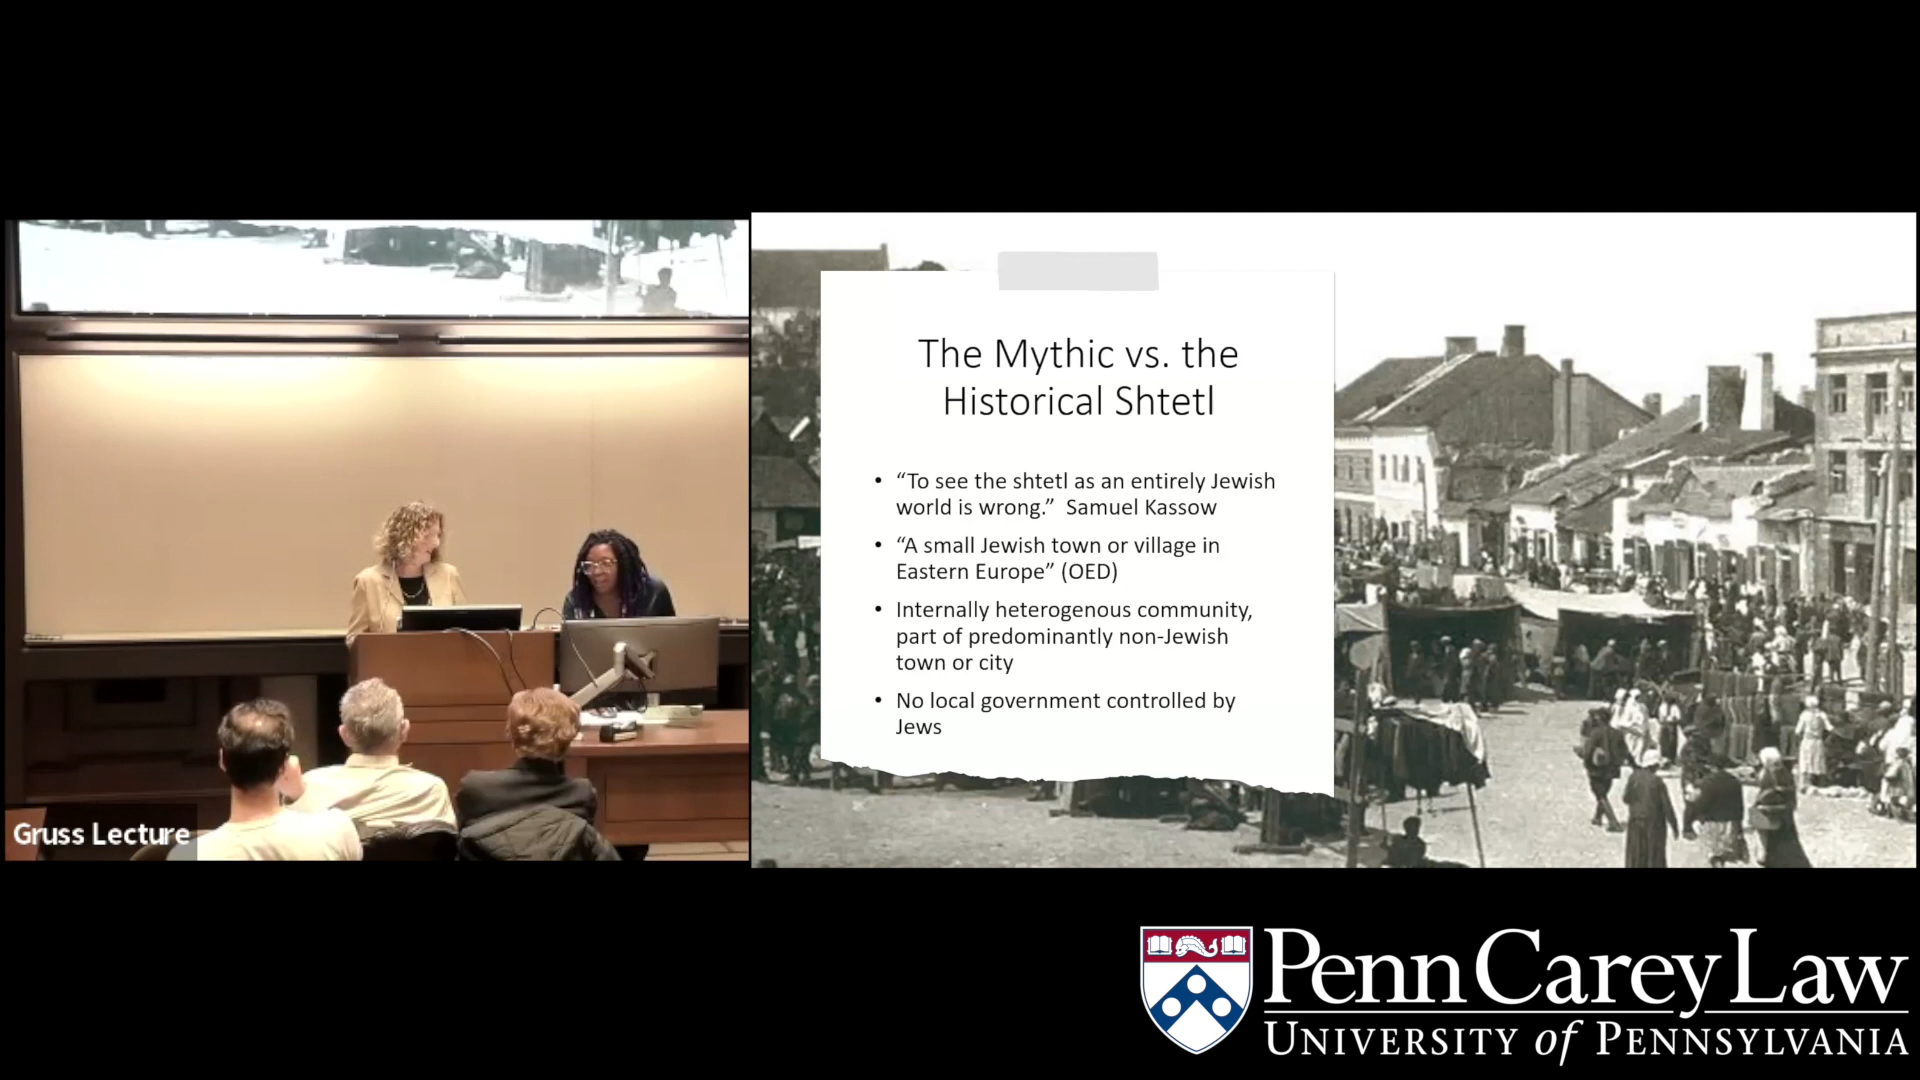 The Mythic vs. the
Historical Shtetl
• “To see the shtetl as an entirely Jewish
world is wrong.” Samuel Kassow
• “A small Jewish town or village in
Eastern Europe” (OED)
• Internally heterogenous community,
part of predominantly non-Jewish
town or city
• No local government controlled by
Jews
Gruss Lecture
Penn Carey Law
UNIVERSITY of PENNSYLVANIA